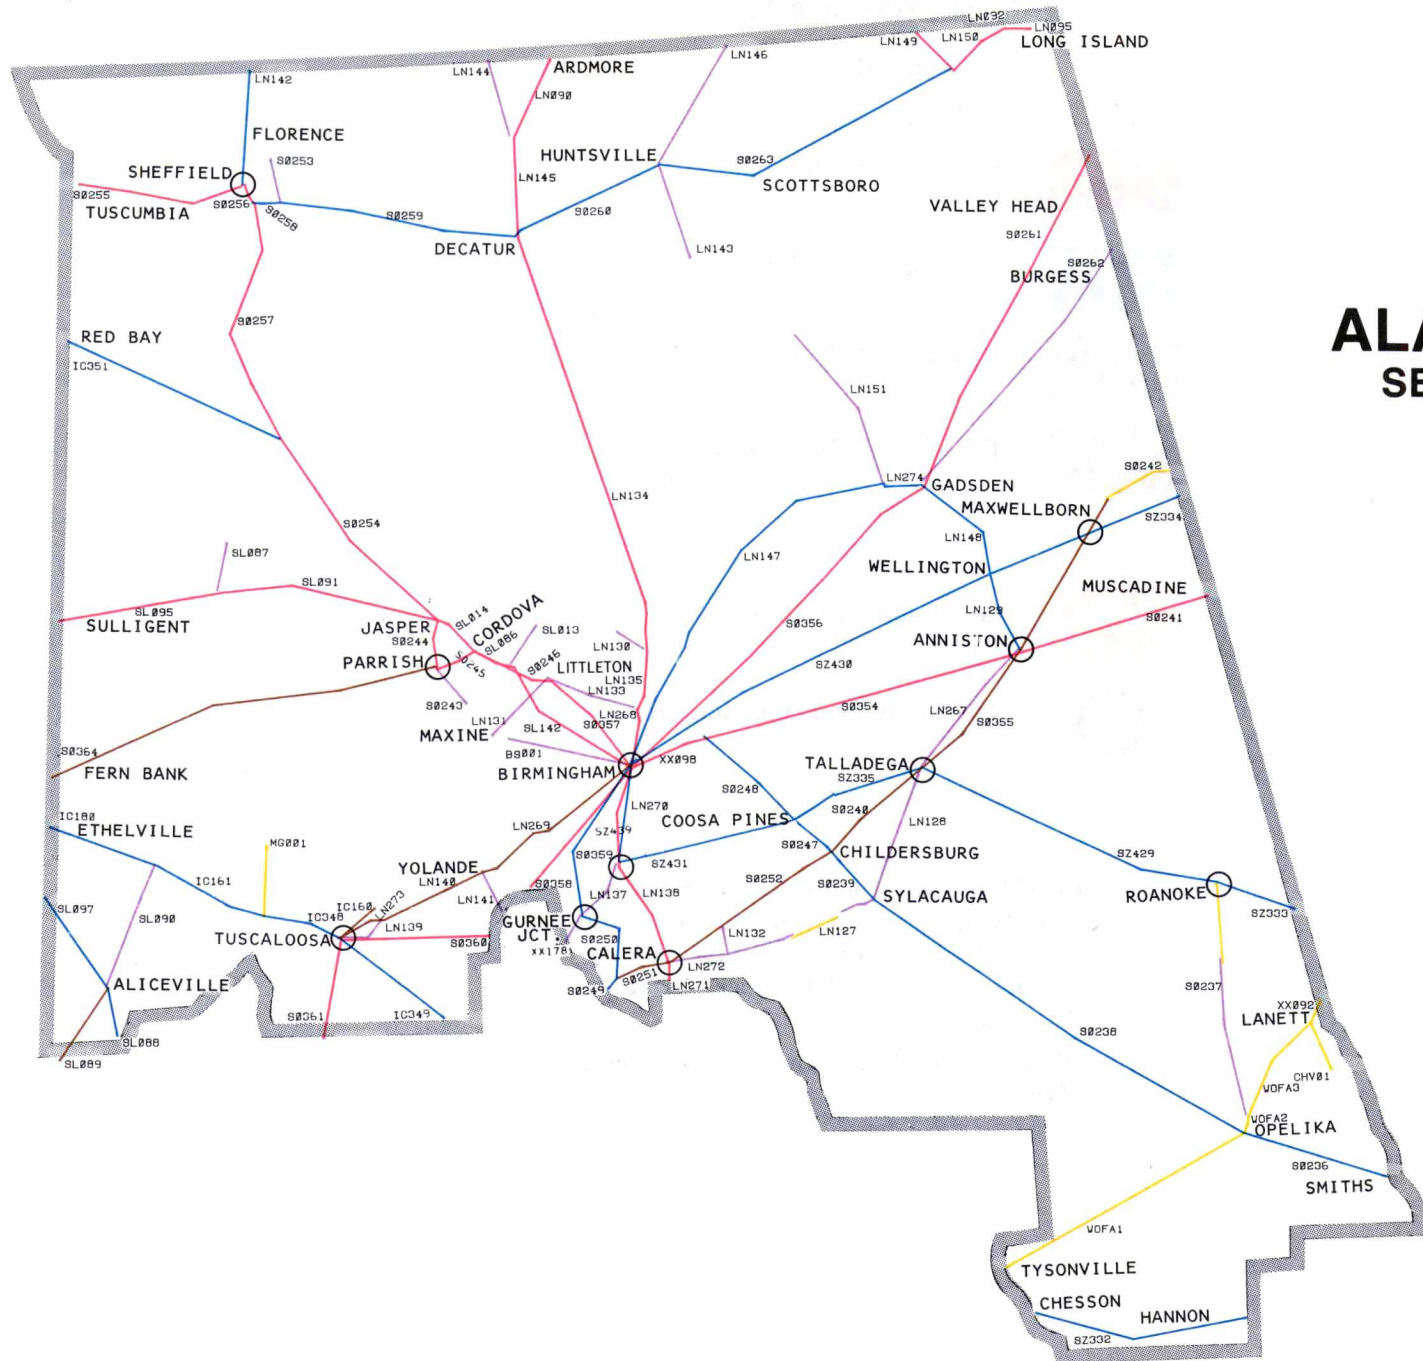 LN032
LN095
LN149
LN150
LONG ISLAND
LN146
ARDMORE
LN144
LN142
LN090
FLORENCE
HUNTSVILLE
S0253
S0263
SHEFFIELD
LN145
SCOTTSBORO
S0255
S0256
TUSCUMBIA
S0258
S0259
S0260
VALLEY HEAD
S0261
DECATUR
LN143
S0262
BURGESS
ALA
SE
S0257
RED BAY
IC351
LN151
S0242
LN274
GADSDEN
LN134
MAXWELLBORN
SZ334
S0254
LN148
SL087
LN147
WELLINGTON
SL091
MUSCADINE
SL095
LN129
S0241
SULLIGENT
SL014
CORDOVA
JASPER
S0244
SL013
S0356
LN130
ANNISTON
SL086
PARRISH
S0245
S0246
LITTLETON
SZ430
LN135
LN133
S0243
S0354
LN267
LN268
LN131
SL142
S0357
S0355
MAXINE
S0364
BS001
XX098
FERN BANK
BIRMINGHAM
TALLADEGA
SZ335
S0248
LN270
S0240
IC180
ETHELVILLE
COOSA PINES
LN128
LN269
SZ439
MG001
S0247
CHILDERSBURG
S0359
YOLANDE
SZ431
SZ429
LN140
S0252
S0239
IC161
S0358
ROANOKE
LN137
LN138
SYLACAUGA
IC160
LN273
LN141
SL097
SL090
IC348
GURNEE
JCT.
SZ333
LN139
S0250
LN132
LN127
TUSCALOOSA
S0360
XX178
CALERA
S0251
LN272
ALICEVILLE
S0249
LN271
S0237
XX092
S0361
IC349
LANETT
S0238
SL088
SL089
CHV01
WOFA3
WOFA2
OPELIKA
S0236
SMITHS
WOFA1
TYSONVILLE
CHESSON
HANNON
SZ332